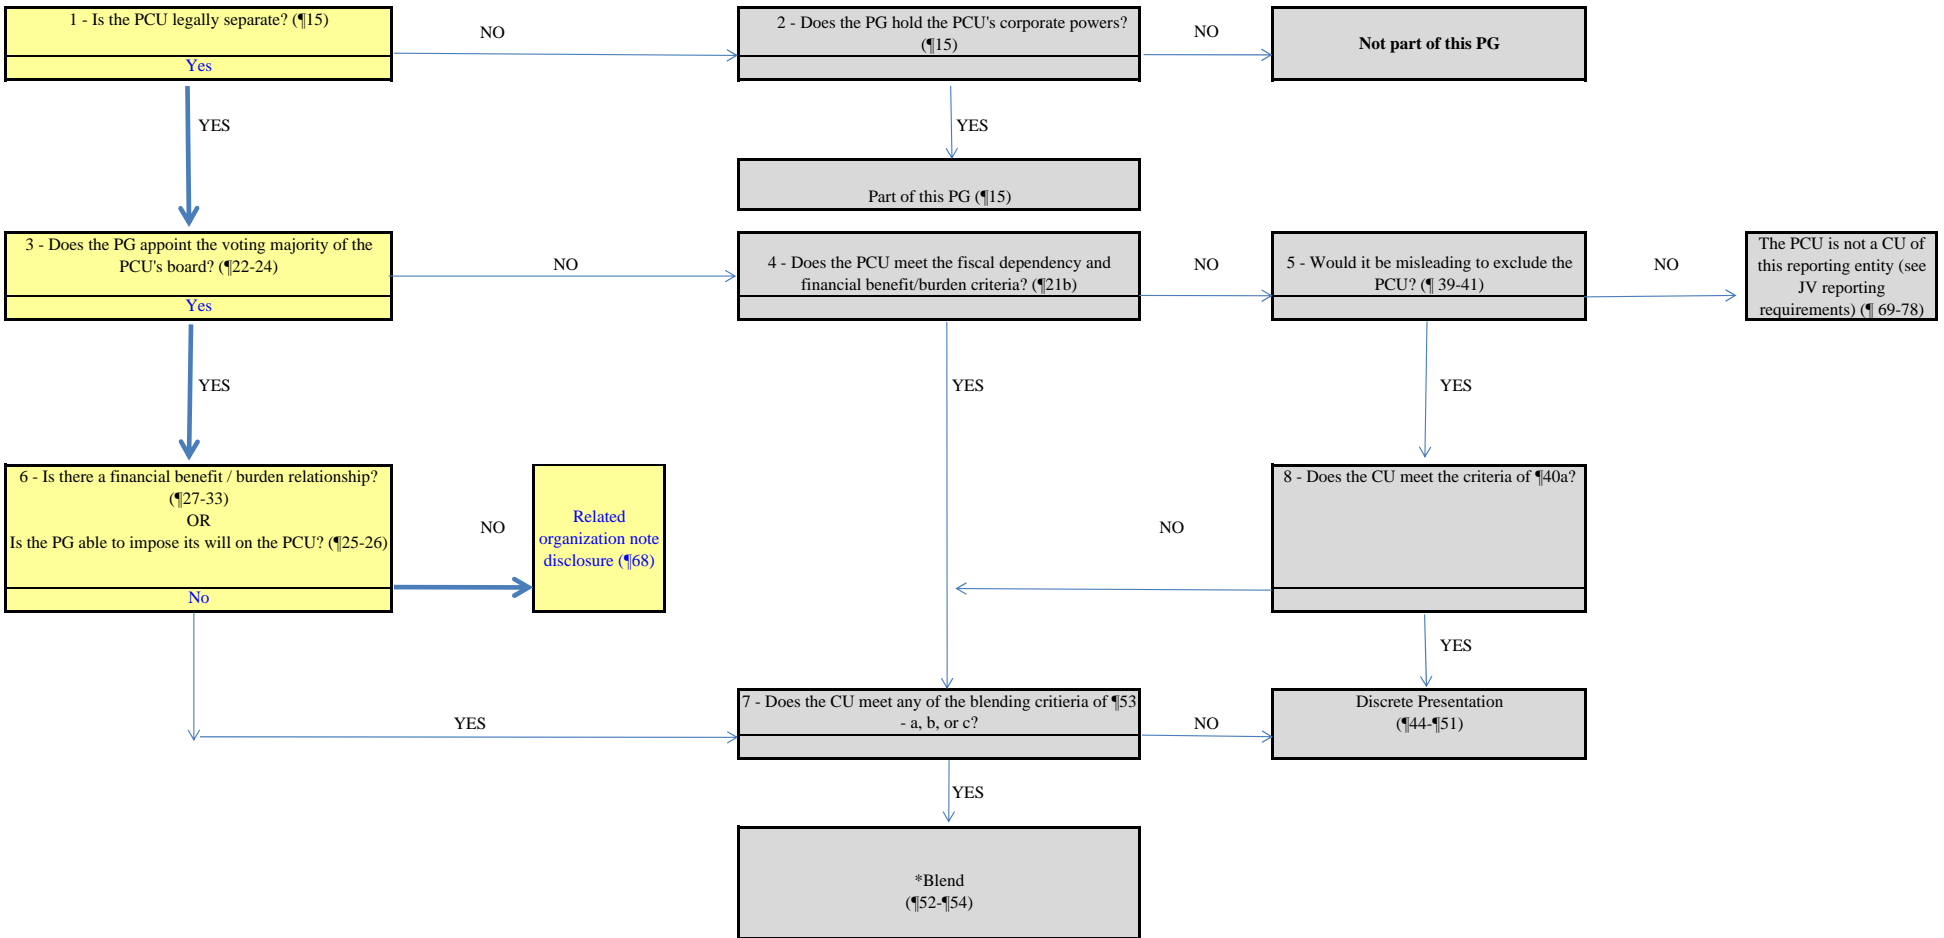 1 - Is the PCU legally separate? (¶15)
Yes
NO
2 - Does the PG hold the PCU's corporate powers?
(¶15)
NO
Not part of this PG
YES
YES
Part of this PG (¶15)
3 - Does the PG appoint the voting majority of the
PCU's board? (¶22-24)
Yes
NO
4 - Does the PCU meet the fiscal dependency and
financial benefit/burden criteria? (¶21b)
NO
5 - Would it be misleading to exclude the
PCU? (¶ 39-41)
NO
The PCU is not a CU of
this reporting entity (see
JV reporting
requirements) (¶ 69-78)
YES
YES
YES
6 - Is there a financial benefit / burden relationship?
(¶27-33)
OR
Is the PG able to impose its will on the PCU? (¶25-26)
No
NO
Related
organization note
disclosure (¶68)
NO
8 - Does the CU meet the criteria of ¶40a?
YES
YES
7 - Does the CU meet any of the blending critieria of ¶53
- a, b, or c?
NO
Discrete Presentation
(¶44-¶51)
YES
*Blend
(¶52-¶54)